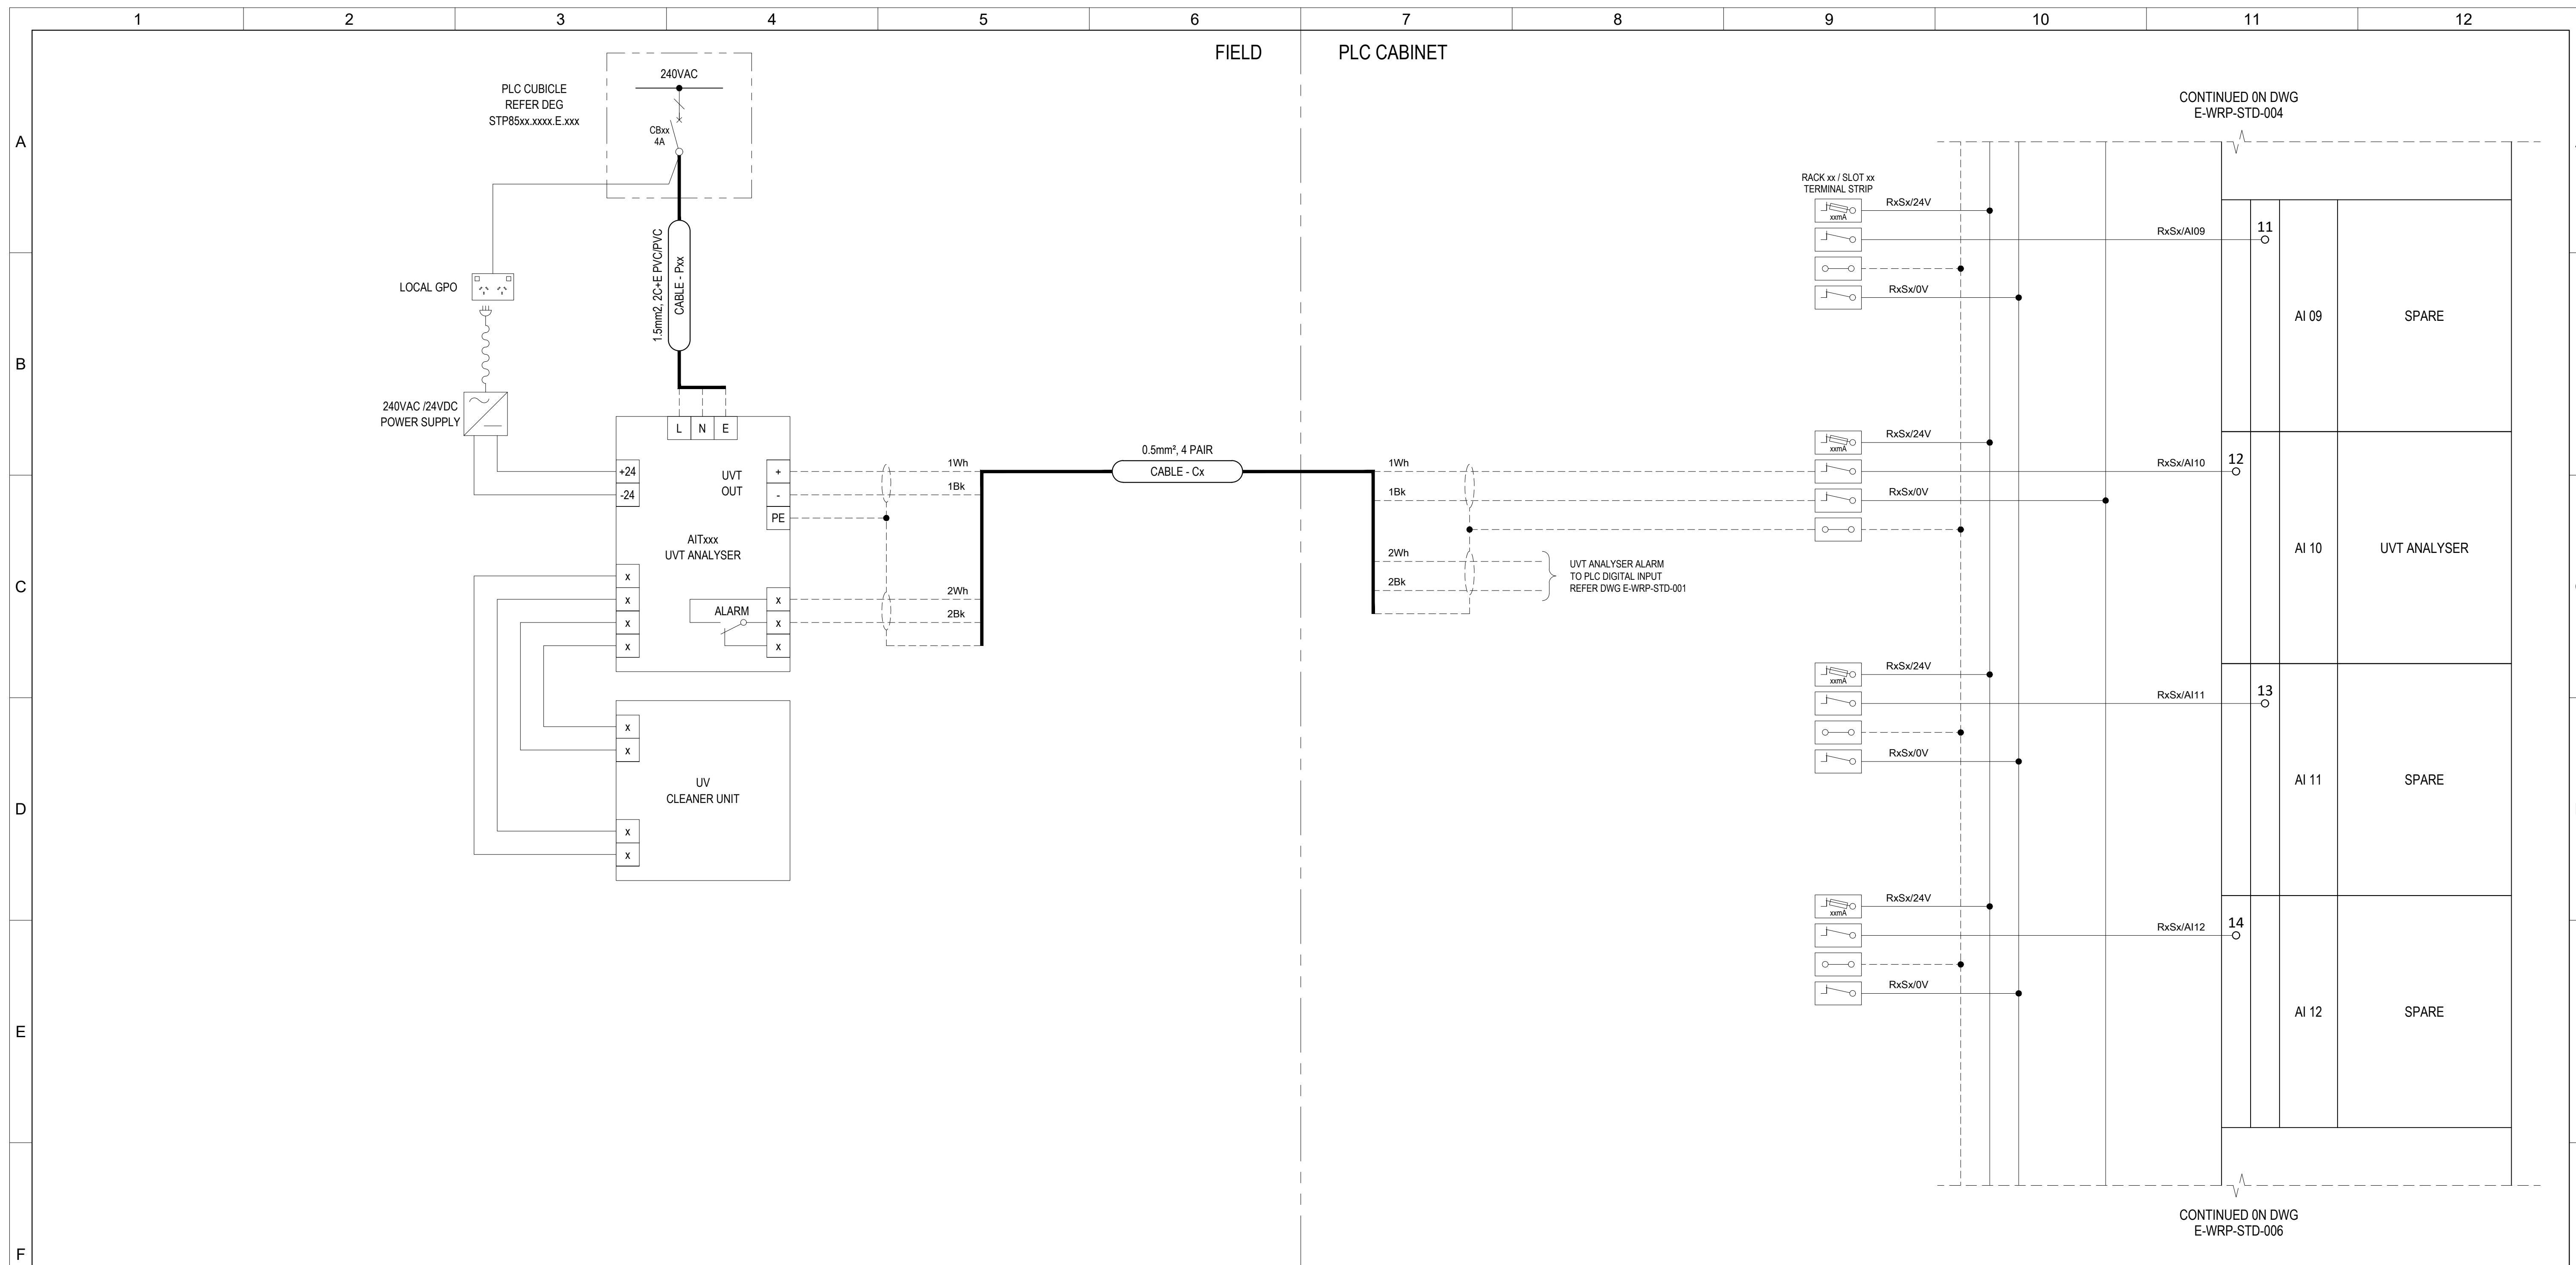 1 2 3 4 5 6 7 8 9 10 11 12
FIELD
PLC CABINET
A
B
C
D
E
F
PLC CUBICLE
REFER DEG
STP85xx.xxxx.E.xxx
240VAC
CBxx
4A
1.5mm2, 2C+E PVC/PVC
CABLE - Pxx
LOCAL GPO
240VAC /24VDC
POWER SUPPLY
L N E
+24
-24
UVT
OUT
+
-
PE
AITxxx
UVT ANALYSER
x
x
x
x
ALARM
x
x
x
x
x
UV
CLEANER UNIT
x
x
1Wh
1Bk
2Wh
2Bk
0.5mm², 4 PAIR
CABLE - Cx
1Wh
1Bk
2Wh
2Bk
UVT ANALYSER ALARM
TO PLC DIGITAL INPUT
REFER DWG E-WRP-STD-001
CONTINUED 0N DWG
E-WRP-STD-004
RACK xx / SLOT xx
TERMINAL STRIP
xxmA
RxSx/24V
RxSx/AI09
11
RxSx/0V
AI 09
SPARE
xxmA
RxSx/24V
RxSx/AI10
12
RxSx/0V
AI 10
UVT ANALYSER
xxmA
RxSx/24V
RxSx/AI11
13
RxSx/0V
AI 11
SPARE
xxmA
RxSx/24V
RxSx/AI12
14
RxSx/0V
AI 12
SPARE
CONTINUED 0N DWG
E-WRP-STD-006